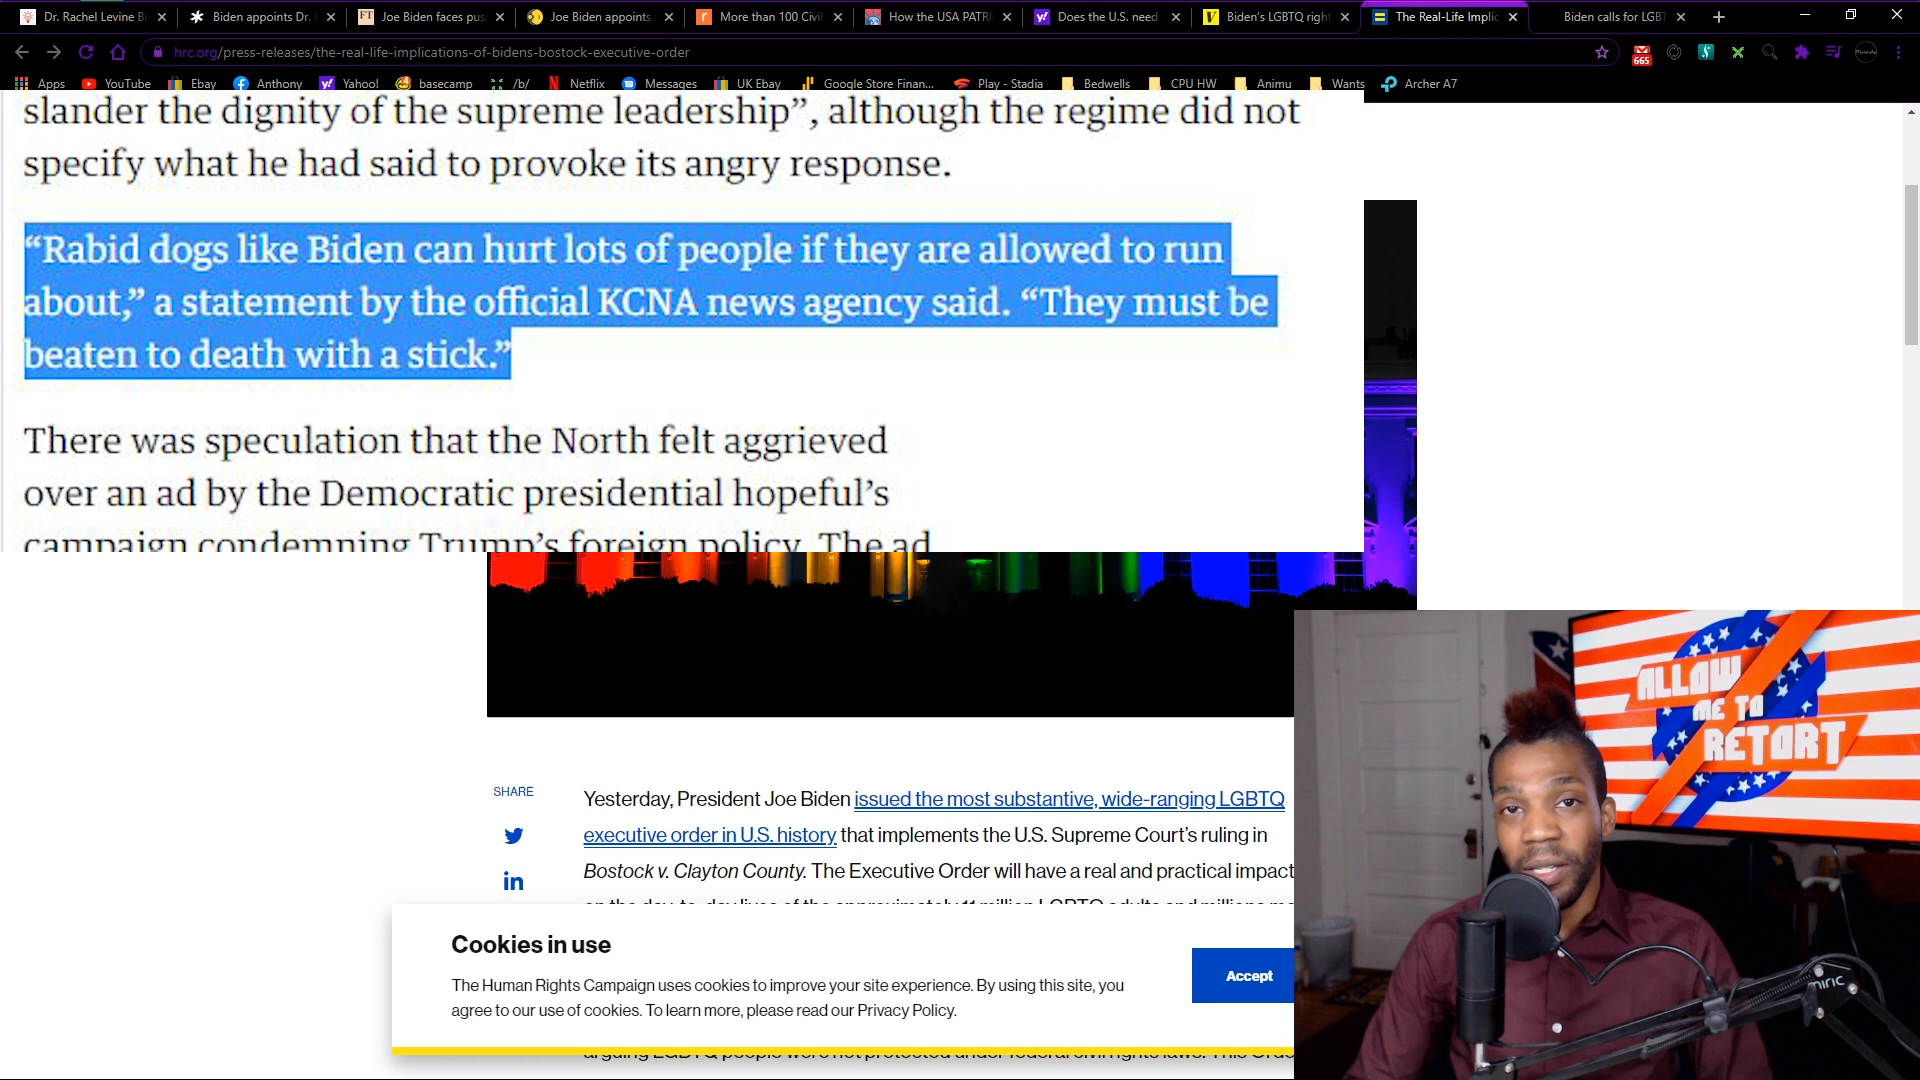 Dr. Rachel Levine Bi
Biden appoints Dr.
FT
Joe Biden faces pus
Joe Biden appoints
More than 100 Civil
How the USA PATRI
Does the U.S. need
Biden's LGBTQ right
The Real-Life Implic
Biden calls for LGBT
hrc.org/press-releases/the-real-life-implications-of-bidens-bostock-executive-order
665
Apps
YouTube
Ebay
Anthony
Yahoo!
basecamp
/b/
Netflix
Messages
UK Ebay
Google Store Finan...
Play - Stadia
Bedwells
CPU HW
Animu
Wants
Archer A7
slander the dignity of the supreme leadership”, although the regime did not
specify what he had said to provoke its angry response.
“Rabid dogs like Biden can hurt lots of people if they are allowed to run
about,” a statement by the official KCNA news agency said. “They must be
beaten to death with a stick.”
There was speculation that the North felt aggrieved
over an ad by the Democratic presidential hopeful’s
campaign condemning Trump’s foreign policy. The ad
ALLOW
ME TO
RETORT
SHARE
Yesterday, President Joe Biden issued the most substantive, wide-ranging LGBTQ
executive order in U.S. history that implements the U.S. Supreme Court’s ruling in
Bostock v. Clayton County. The Executive Order will have a real and practical impact
on the day-to-day lives of the approximately 11 million LGBTQ adults and millions
Cookies in use
The Human Rights Campaign uses cookies to improve your site experience. By using this site, you
agree to our use of cookies. To learn more, please read our Privacy Policy.
Accept
arguing LGBTQ people were not protected under federal civil rights laws. This